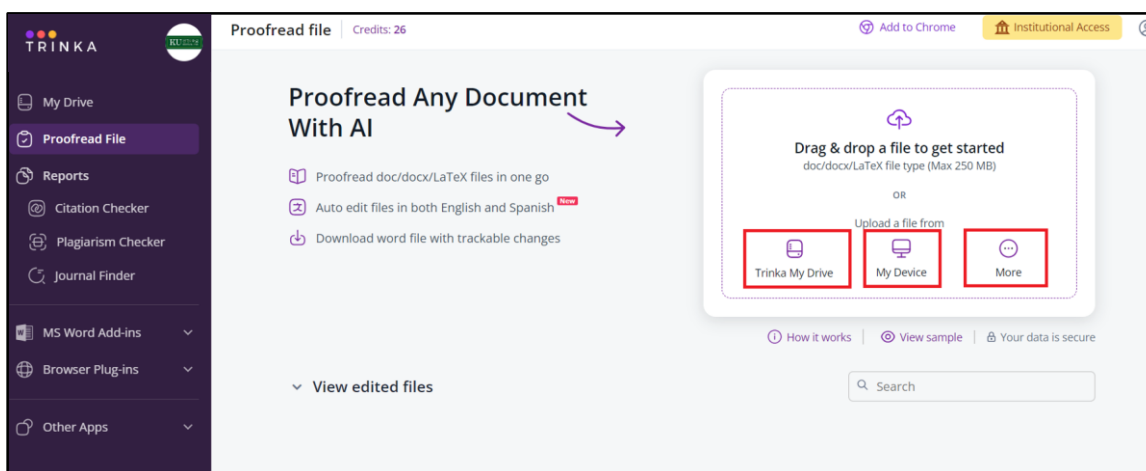 TRINKA
KU
My Drive
Proofread File
Reports
Citation Checker
Plagiarism Checker
Journal Finder
MS Word Add-ins
Browser Plug-ins
Other Apps
Proofread file
Credits: 26
Add to Chrome
Institutional Access
Proofread Any Document
With AI
Proofread doc/docx/LaTeX files in one go
Auto edit files in both English and Spanish New
Download word file with trackable changes
Drag & drop a file to get started
doc/docx/LaTeX file type (Max 250 MB)
OR
Upload a file from
Trinka My Drive
My Device
More
How it works
View sample
Your data is secure
View edited files
Search